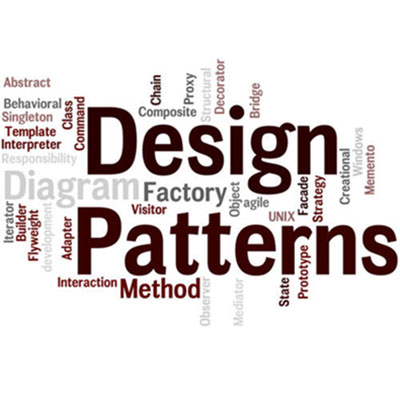 Abstract
Behavioral
Singleton
Template
Interpreter
Responsibility
Class
Command
Chain
Composite
Proxy
Structural
Decorator
Bridge
Design
Diagram
Factory
Object
agile
UNIX
Facade
Strategy
Creational
Windows
Memento
Iterator
Builder
Flyweight
development
Adapter
Visitor
Patterns
Interaction
Method
Observer
Mediator
State
Prototype